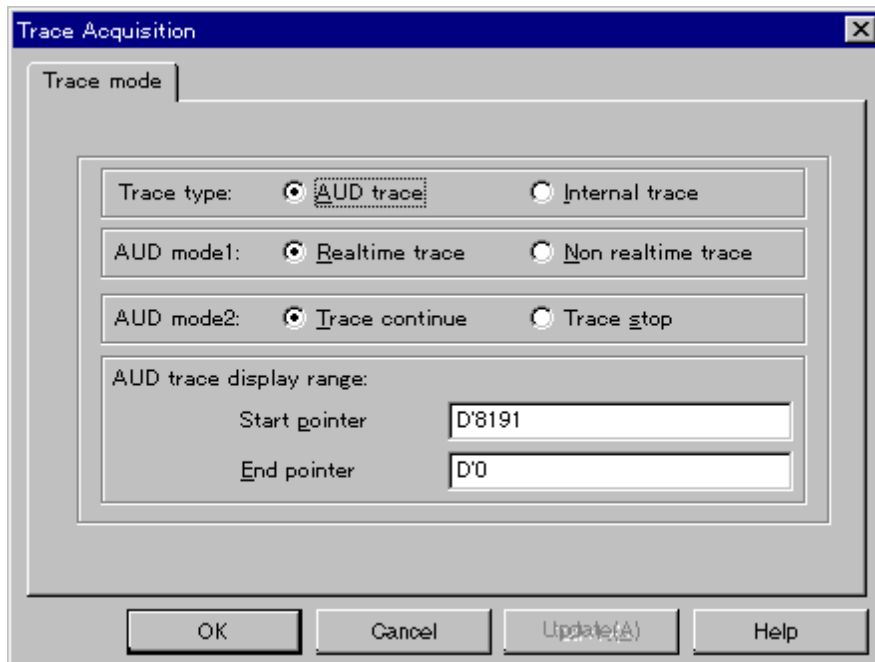 Trace Acquisition
Trace mode
Trace type: AUD trace Internal trace
AUD mode1: Realtime trace Non realtime trace
AUD mode2: Trace continue Trace stop
AUD trace display range:
Start pointer D'8191
End pointer D'0
OK Cancel Update(A) Help